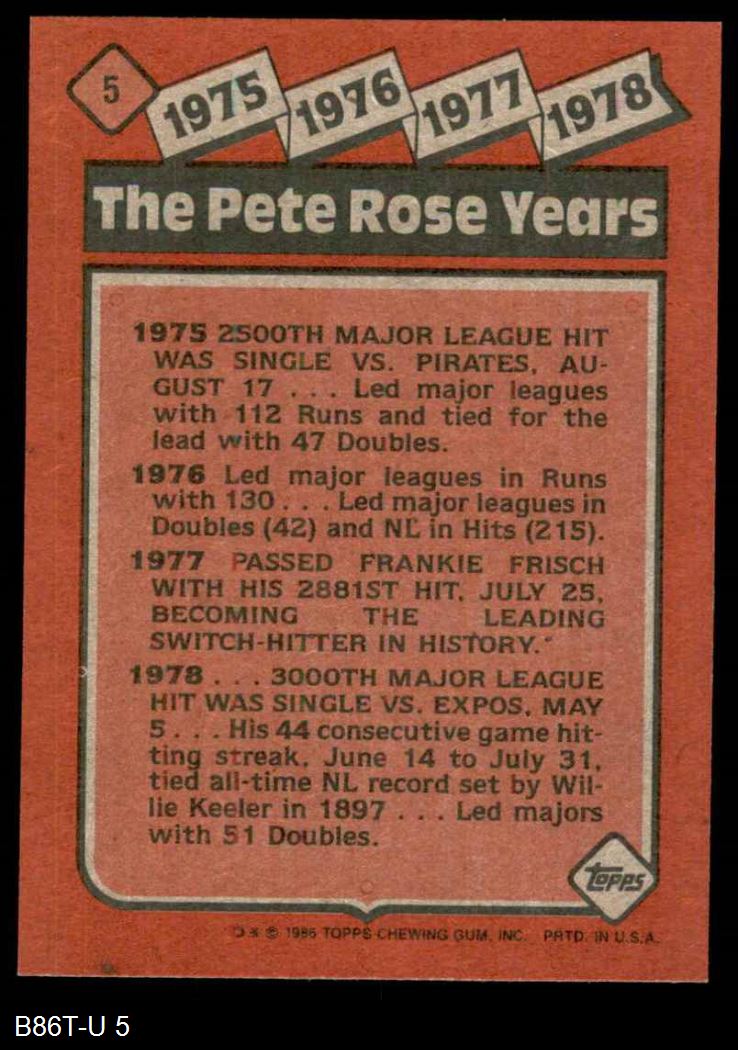 5
1975 1976 1977 1978
The Pete Rose Years
1975 2500TH MAJOR LEAGUE HIT
WAS SINGLE VS. PIRATES, AU-
GUST 17 . . . Led major leagues
with 112 Runs and tied for the
lead with 47 Doubles.
1976 Led major leagues in Runs
with 130 . . . Led major leagues in
Doubles (42) and NL in Hits (215).
1977 PASSED FRANKIE FRISCH
WITH HIS 2881ST HIT, JULY 25,
BECOMING THE LEADING
SWITCH-HITTER IN HISTORY.
1978 . . . 3000TH MAJOR LEAGUE
HIT WAS SINGLE VS. EXPOS, MAY
5 . . . His 44 consecutive game hit-
ting streak, June 14 to July 31,
tied all-time NL record set by Wil-
lie Keeler in 1897 . . . Led majors
with 51 Doubles.
topps
© 1986 TOPPS CHEWING GUM, INC. PRTD. IN U.S.A.
B86T-U 5